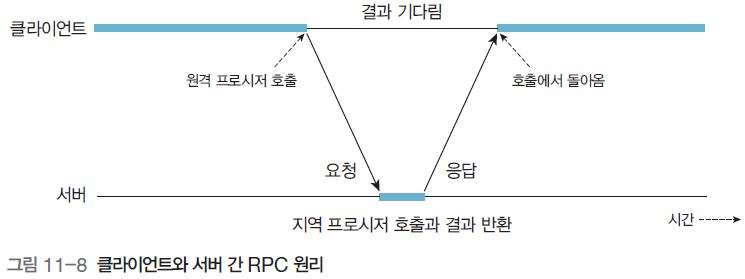 결과 기다림
클라이언트
원격 프로시저 호출
호출에서 돌아옴
요청
응답
서버
지역 프로시저 호출과 결과 반환
시간
그림 11-8 클라이언트와 서버 간 RPC 원리